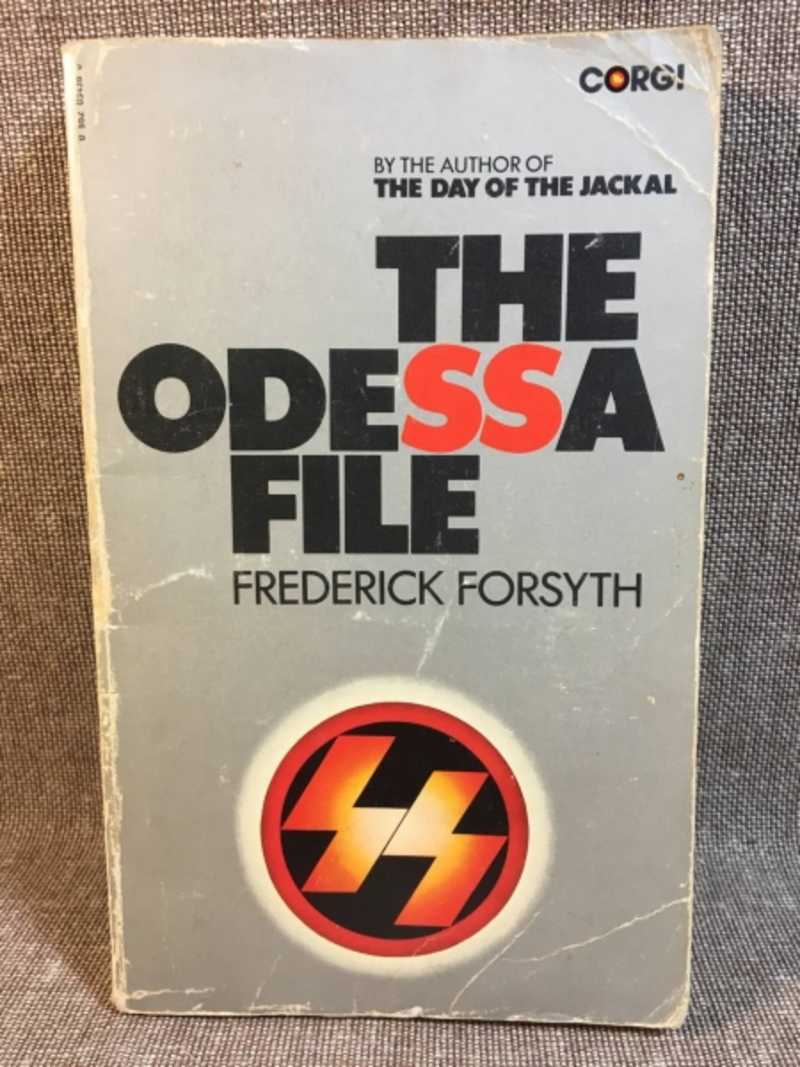 CORGI
BY THE AUTHOR OF
THE DAY OF THE JACKAL
THE
ODESSA
FILE
FREDERICK FORSYTH